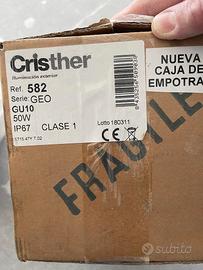 Cristher
Iluminación exterior
Ref. 582
Serie: GEO
GU10
50W
IP67 CLASE 1
Lotto 180311
NUEVA
CAJA DE
EMPOTRA
FRAGILE
subito